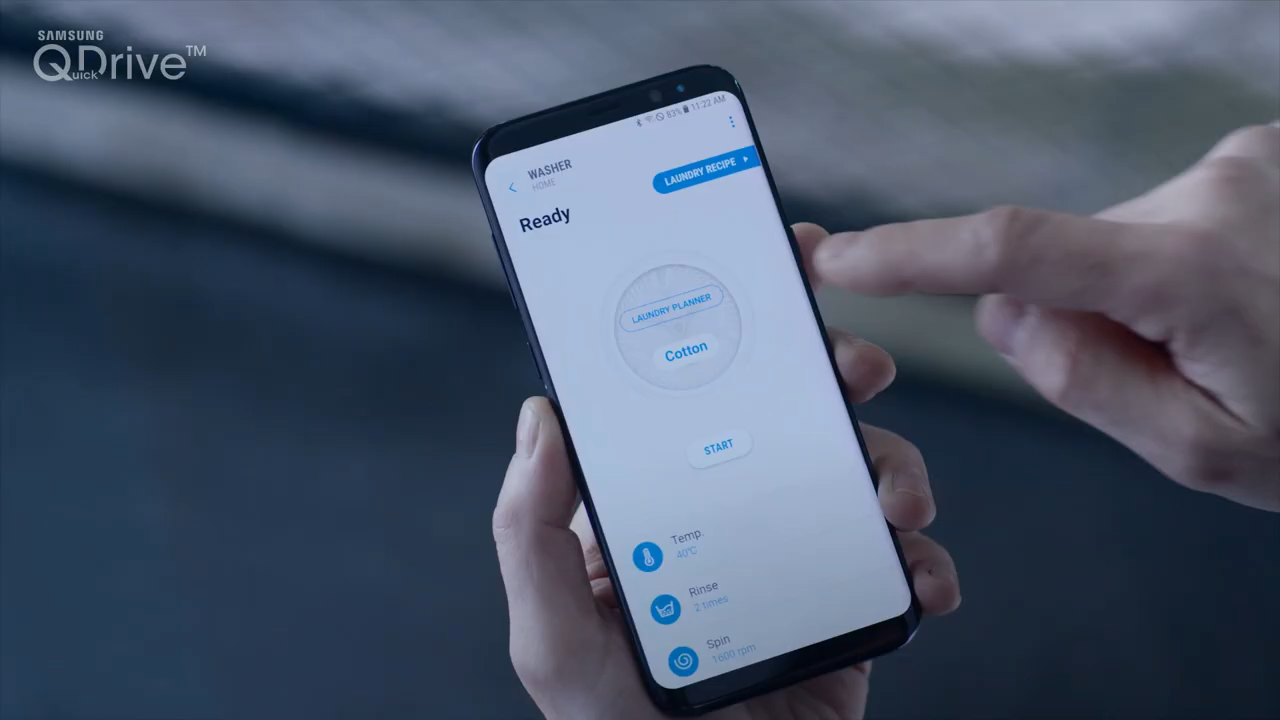 SAMSUNG
QuickDrive™
83% 11:22 AM
WASHER
HOME
LAUNDRY RECIPE
Ready
LAUNDRY PLANNER
Cotton
START
Temp.
40°C
Rinse
2 times
Spin
1600 rpm